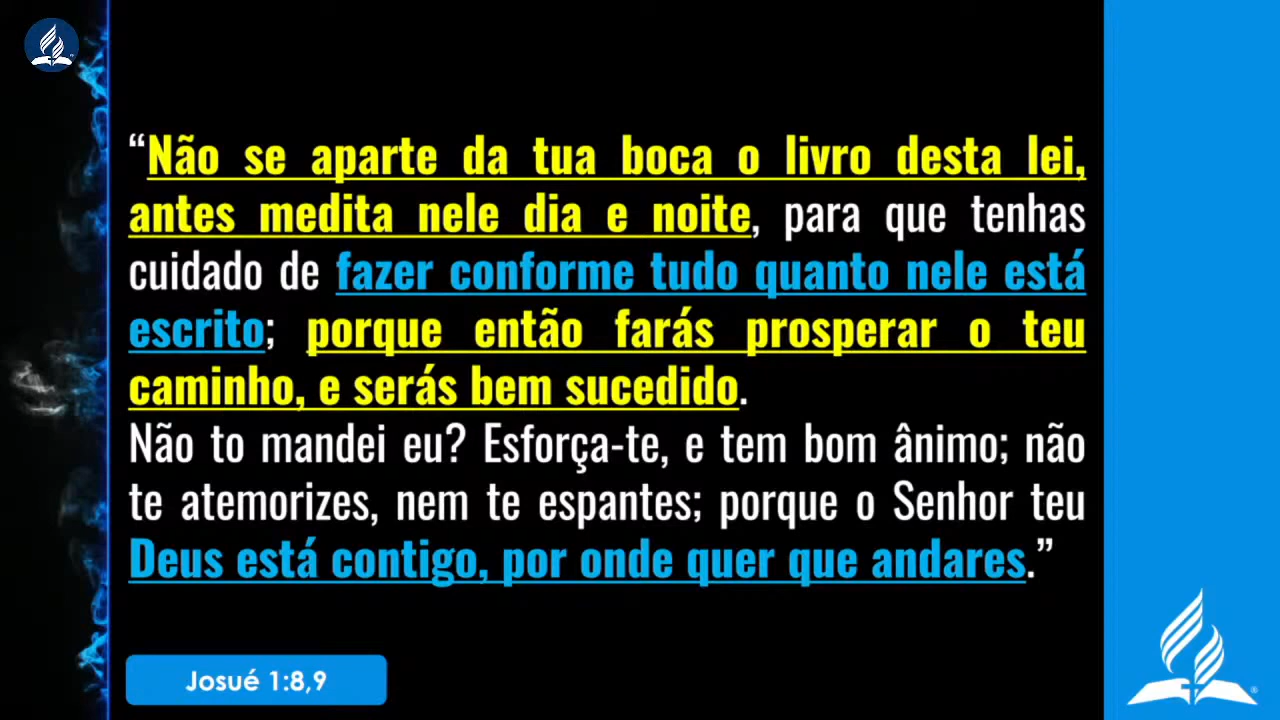 “Não se aparte da tua boca o livro desta lei,
antes medita nele dia e noite, para que tenhas
cuidado de fazer conforme tudo quanto nele está
escrito; porque então farás prosperar o teu
caminho, e serás bem sucedido.
Não to mandei eu? Esforça-te, e tem bom ânimo; não
te atemorizes, nem te espantes; porque o Senhor teu
Deus está contigo, por onde quer que andares.”
Josué 1:8,9